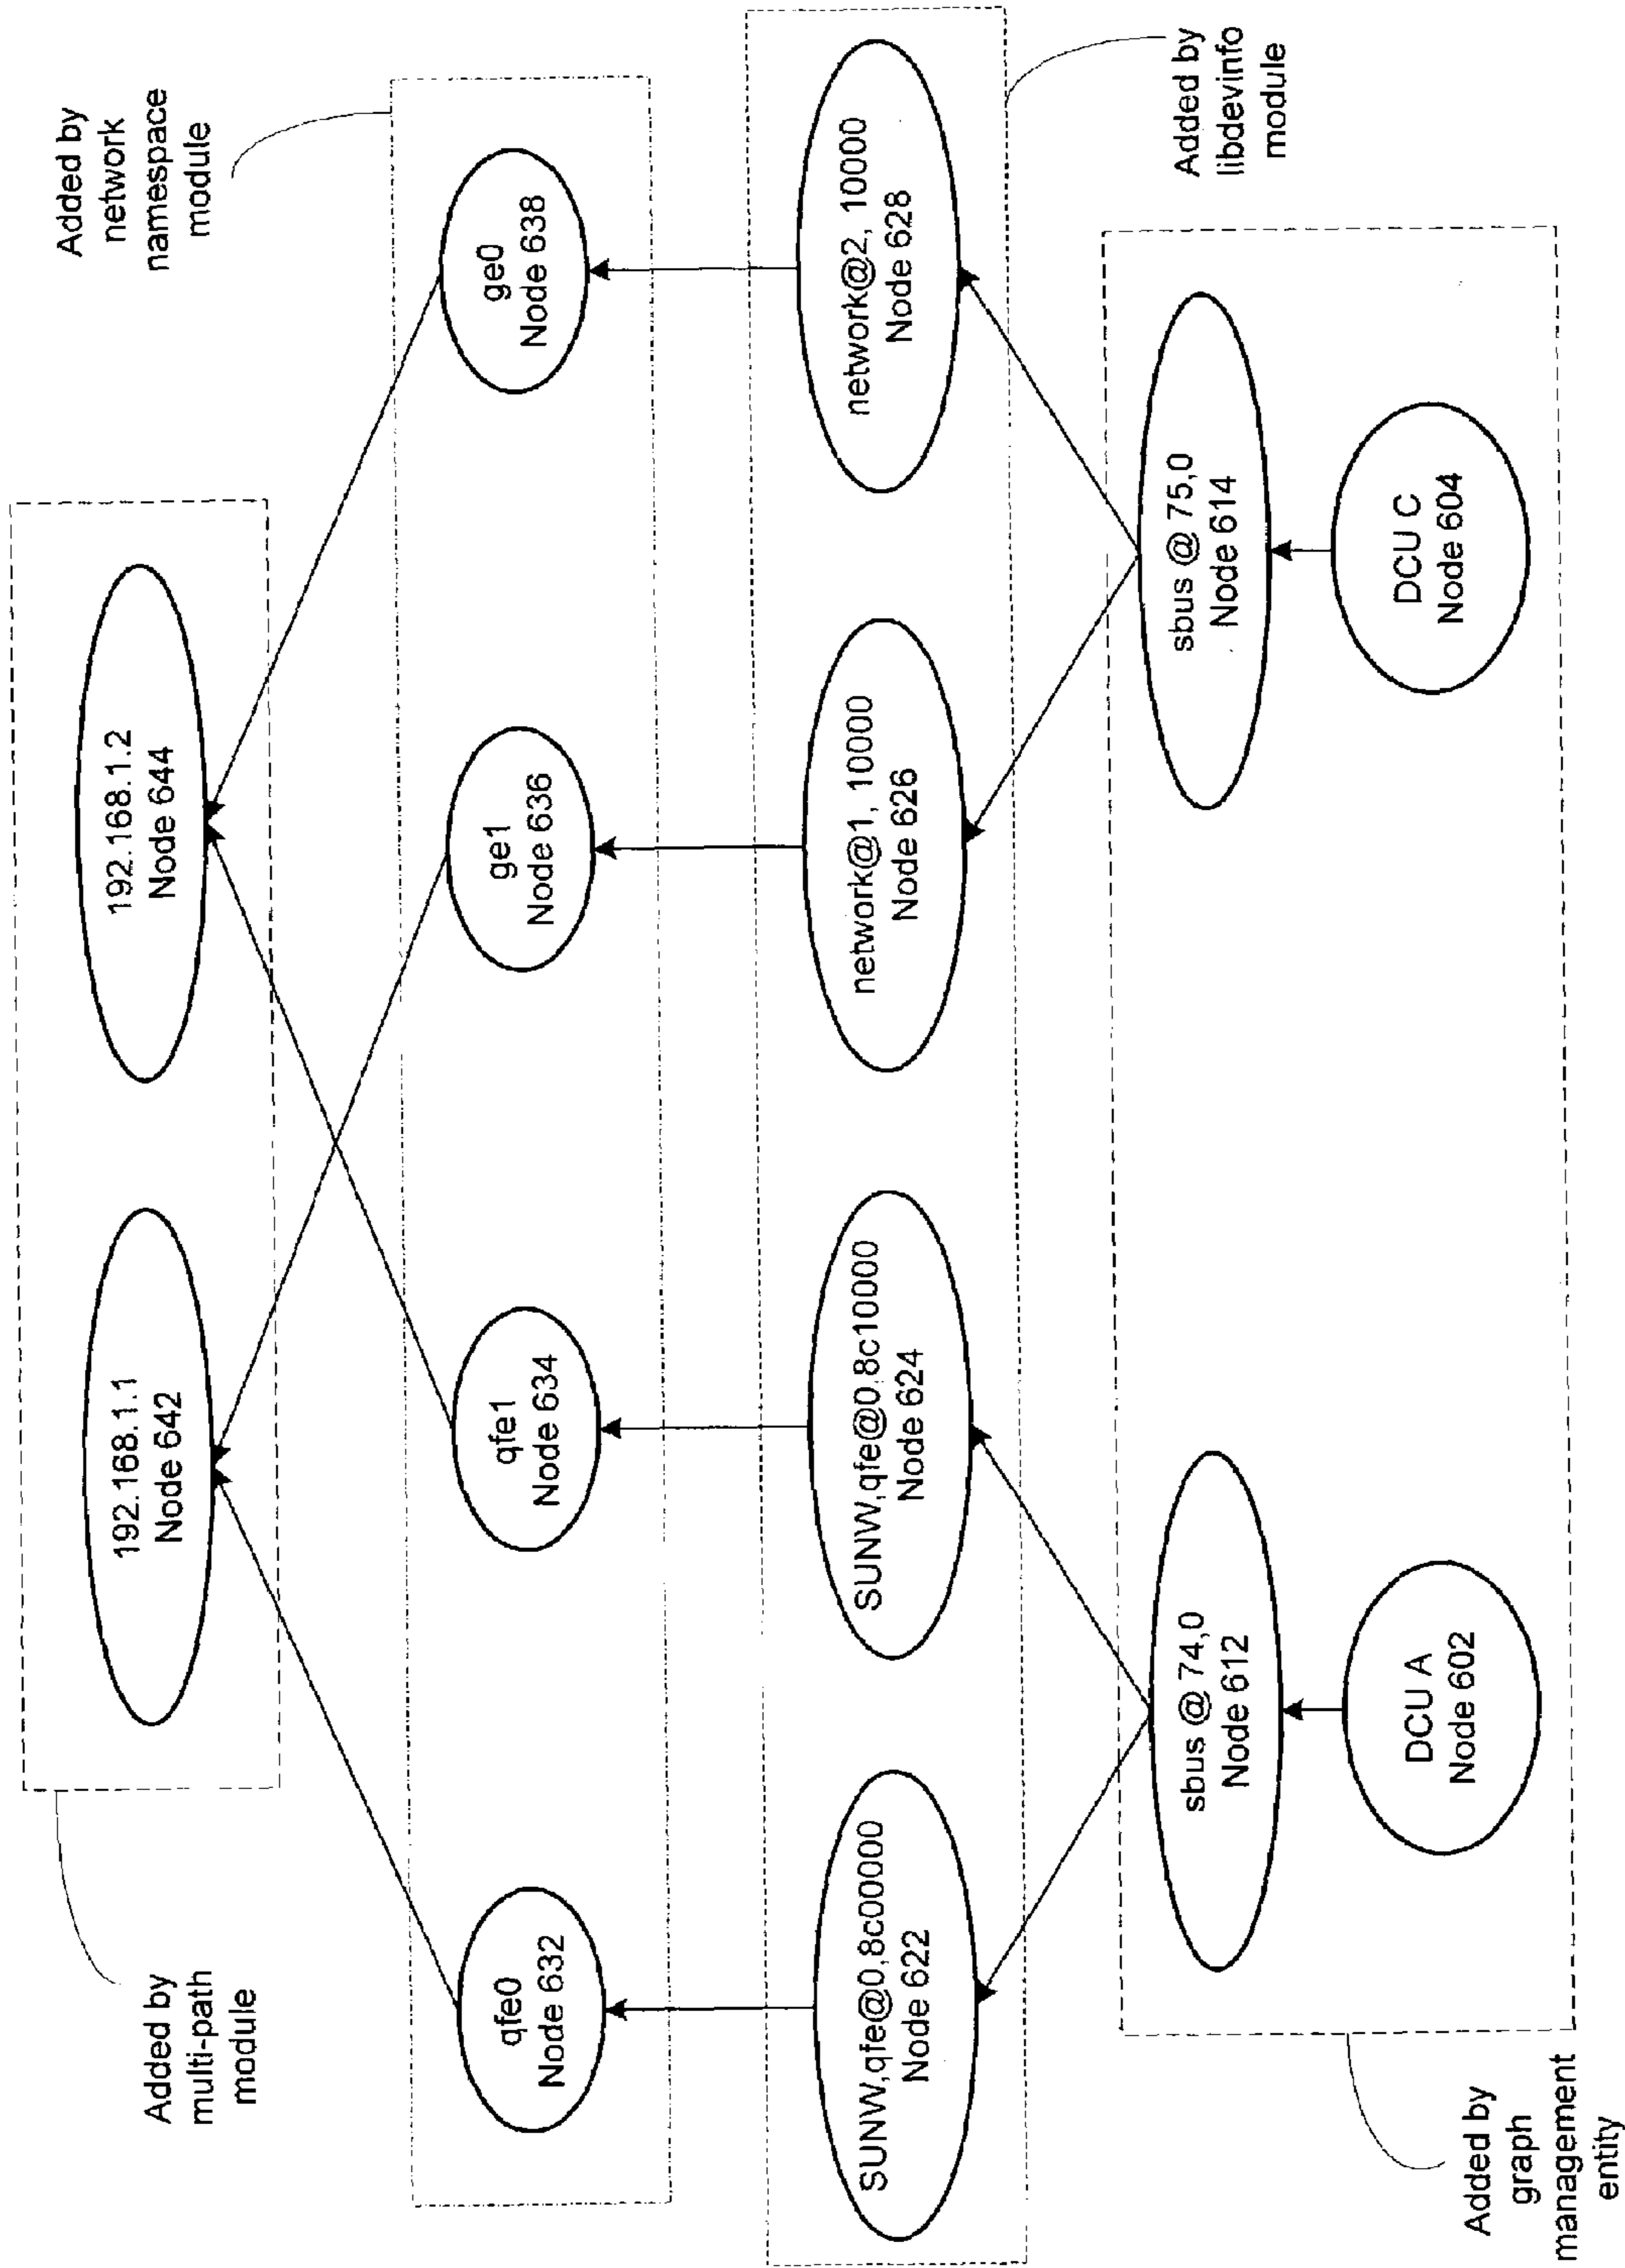 Added by
network
namespace
module
192.168.1.1
Node 642
192.168.1.2
Node 644
Added by
multi-path
module
qfe0
Node 632
qfe1
Node 634
ge1
Node 636
ge0
Node 638
SUNW,qfe@0,8c00000
Node 622
SUNW,qfe@0,8c10000
Node 624
network@1, 10000
Node 626
network@2, 10000
Node 628
Added by
libdevinfo
module
sbus @ 74,0
Node 612
sbus @ 75,0
Node 614
DCU A
Node 602
DCU C
Node 604
Added by
graph
management
entity